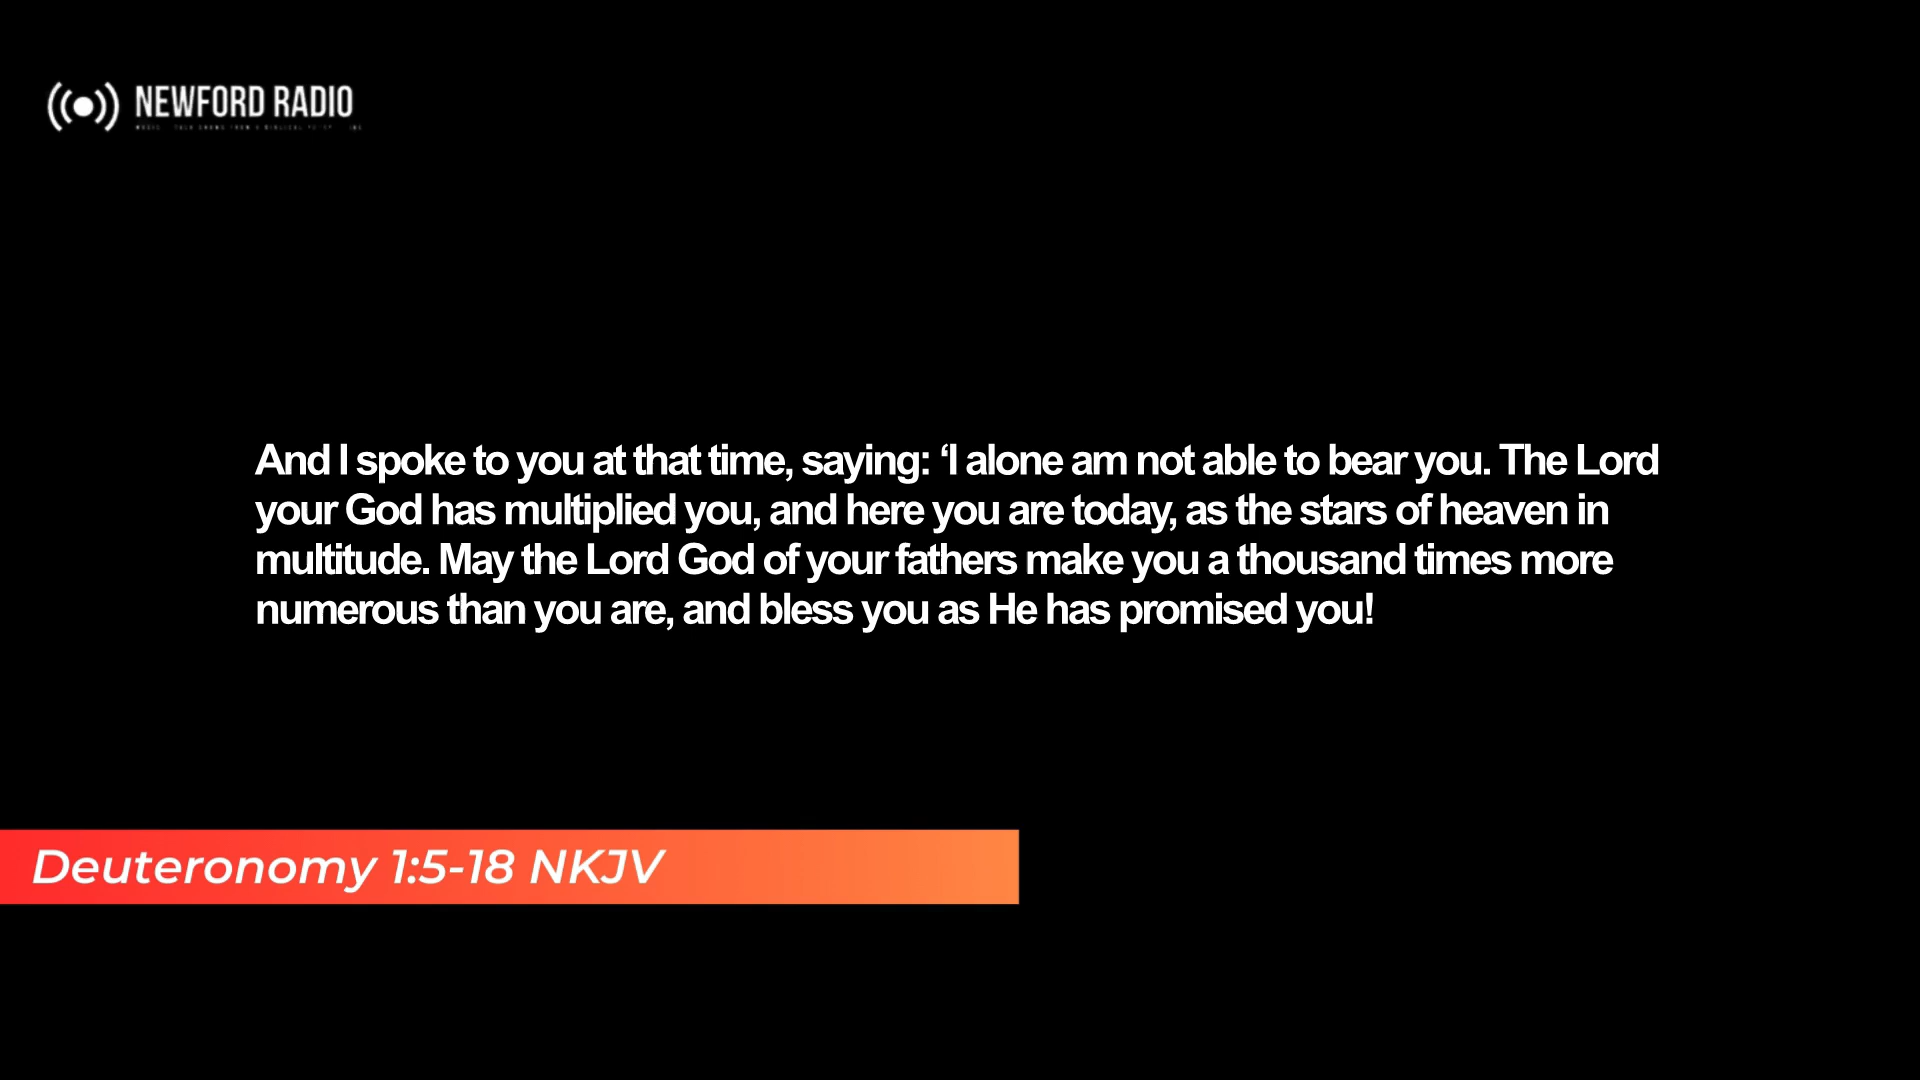 NEWFORD RADIO
And I spoke to you at that time, saying: ‘I alone am not able to bear you. The Lord
your God has multiplied you, and here you are today, as the stars of heaven in
multitude. May the Lord God of your fathers make you a thousand times more
numerous than you are, and bless you as He has promised you!
Deuteronomy 1:5-18 NKJV